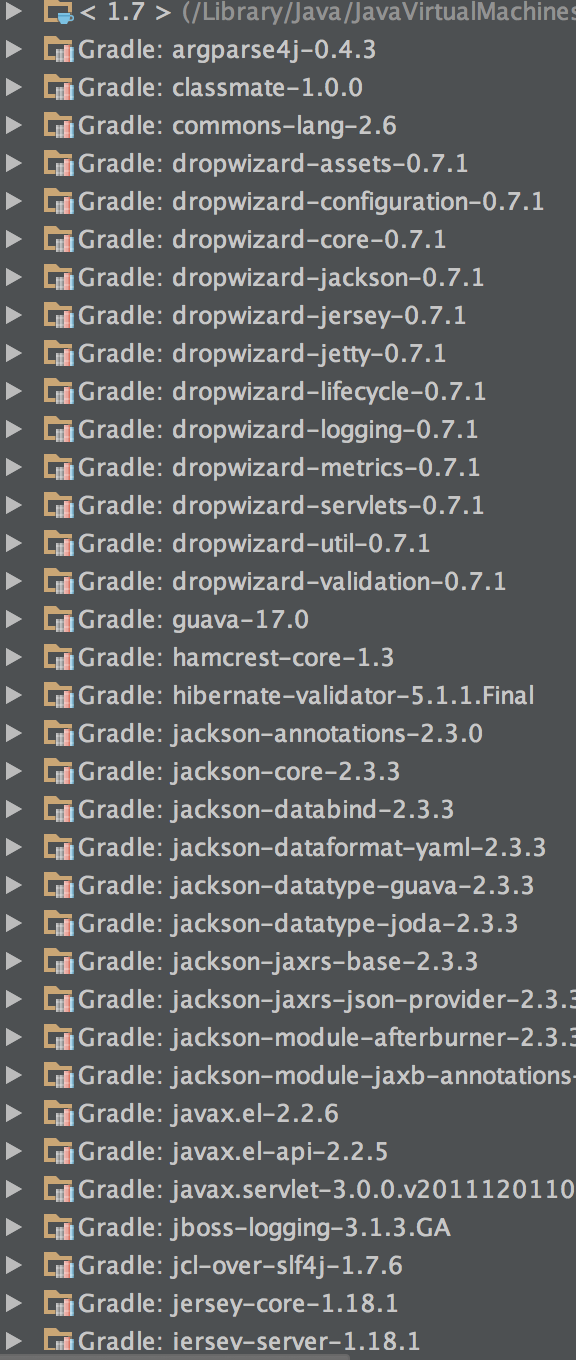 < 1.7 > (/Library/Java/JavaVirtualMachines
Gradle: argparse4j-0.4.3
Gradle: classmate-1.0.0
Gradle: commons-lang-2.6
Gradle: dropwizard-assets-0.7.1
Gradle: dropwizard-configuration-0.7.1
Gradle: dropwizard-core-0.7.1
Gradle: dropwizard-jackson-0.7.1
Gradle: dropwizard-jersey-0.7.1
Gradle: dropwizard-jetty-0.7.1
Gradle: dropwizard-lifecycle-0.7.1
Gradle: dropwizard-logging-0.7.1
Gradle: dropwizard-metrics-0.7.1
Gradle: dropwizard-servlets-0.7.1
Gradle: dropwizard-util-0.7.1
Gradle: dropwizard-validation-0.7.1
Gradle: guava-17.0
Gradle: hamcrest-core-1.3
Gradle: hibernate-validator-5.1.1.Final
Gradle: jackson-annotations-2.3.0
Gradle: jackson-core-2.3.3
Gradle: jackson-databind-2.3.3
Gradle: jackson-dataformat-yaml-2.3.3
Gradle: jackson-datatype-guava-2.3.3
Gradle: jackson-datatype-joda-2.3.3
Gradle: jackson-jaxrs-base-2.3.3
Gradle: jackson-jaxrs-json-provider-2.3.3
Gradle: jackson-module-afterburner-2.3.3
Gradle: jackson-module-jaxb-annotations-
Gradle: javax.el-2.2.6
Gradle: javax.el-api-2.2.5
Gradle: javax.servlet-3.0.0.v2011120110
Gradle: jboss-logging-3.1.3.GA
Gradle: jcl-over-slf4j-1.7.6
Gradle: jersey-core-1.18.1
Gradle: jersey-server-1.18.1